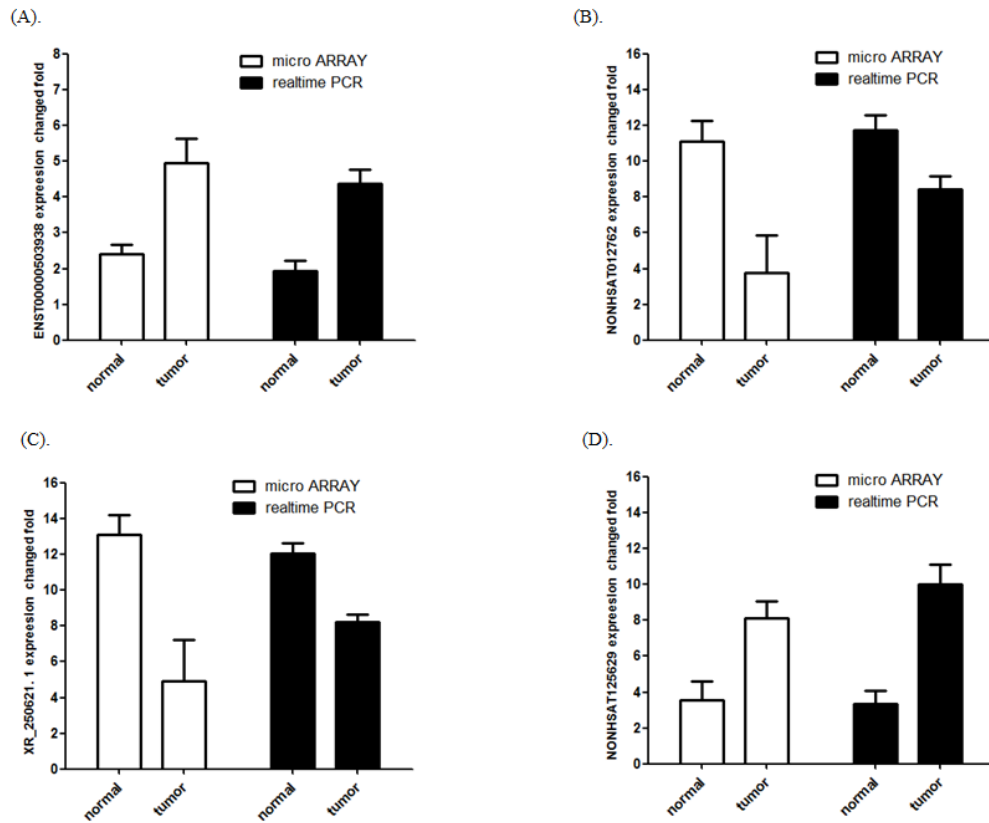 (A).
ENST00000503938 expreesion changed fold
8
7
6
5
4
3
2
1
0
micro ARRAY
realtime PCR
normal
tumor
normal
tumor
(B).
NONHSAT012762 expreesion changed fold
16
14
12
10
8
6
4
2
0
micro ARRAY
realtime PCR
normal
tumor
normal
tumor
(C).
XR_250621. 1 expreesion changed fold
16
14
12
10
8
6
4
2
0
micro ARRAY
realtime PCR
normal
tumor
normal
tumor
(D).
NONHSAT125629 expreesion changed fold
16
14
12
10
8
6
4
2
0
micro ARRAY
realtime PCR
normal
tumor
normal
tumor